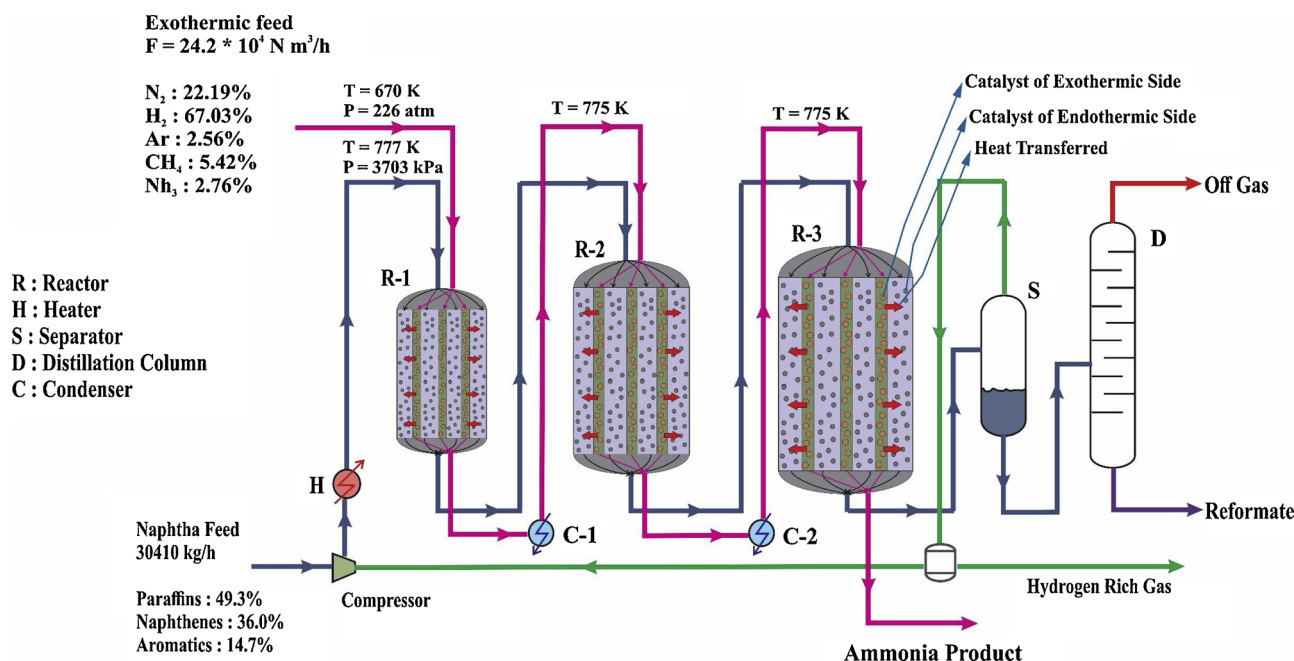 Exothermic feed
F = 24.2 * 10⁴ N m³/h
N₂ : 22.19%
H₂ : 67.03%
Ar : 2.56%
CH₄ : 5.42%
Nh₃ : 2.76%
T = 670 K
P = 226 atm
T = 777 K
P = 3703 kPa
T = 775 K
T = 775 K
Catalyst of Exothermic Side
Catalyst of Endothermic Side
Heat Transferred
Off Gas
D
R-1
R-2
R-3
S
R : Reactor
H : Heater
S : Separator
D : Distillation Column
C : Condenser
H
C-1
C-2
Reformate
Naphtha Feed
30410 kg/h
Compressor
Hydrogen Rich Gas
Paraffins : 49.3%
Naphthenes : 36.0%
Aromatics : 14.7%
Ammonia Product